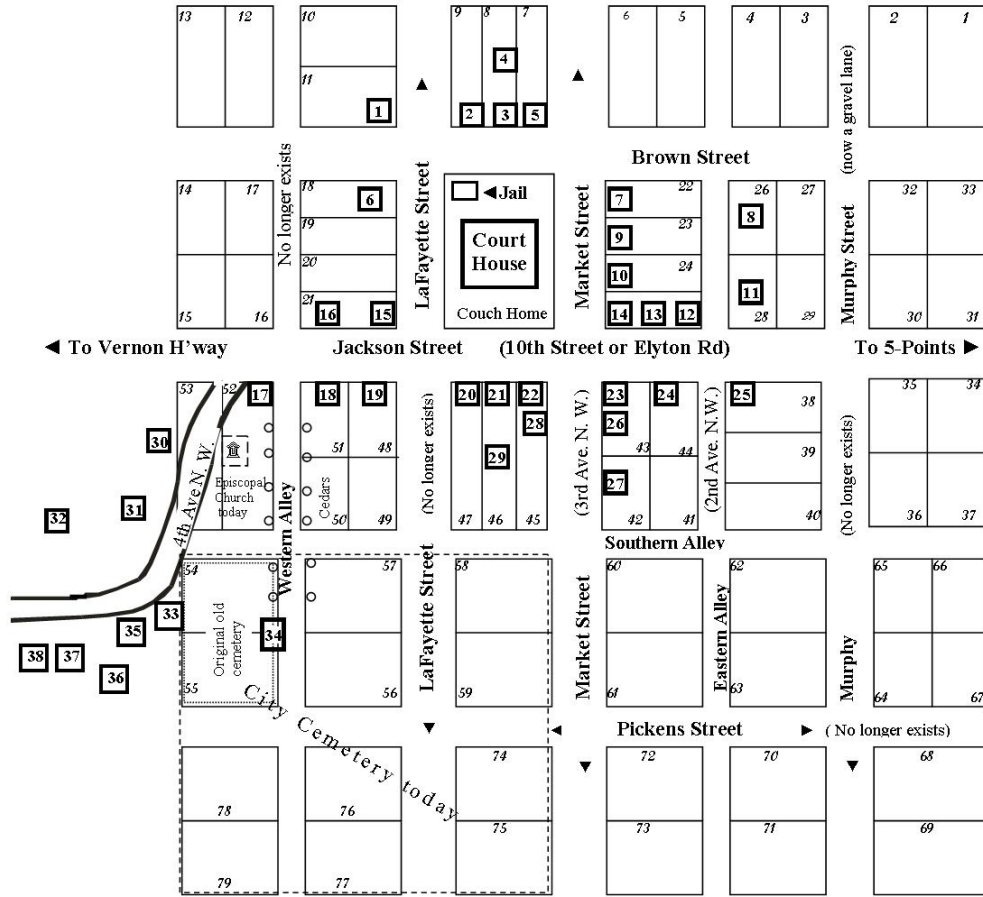 13 12 10 9 8 7 6 5 4 3 2 1
4
11
1 2 3 5
(now a gravel lane)
Brown Street
No longer exists
LaFayette Street
Market Street
Murphy Street
14 17 18 6 ◄Jail 7 22 26 27 32 33
8
19 9 23
Court
House
20 10 24
11
21
16 15 Couch Home 14 13 12
15 16 28 29 30 31
◄ To Vernon H'way Jackson Street (10th Street or Elyton Rd) To 5-Points ►
53 52 17 18 19 20 21 22 23 24 25 38 35 34
28 26
30
4th Ave N. W.
Western Alley
(No longer exists)
(3rd Ave. N. W.)
(2nd Ave. N.W.)
(No longer exists)
51 48 29 43 44 39
Episcopal
Church
today
Cedars
27
31
32
50 49 47 46 45 42 41 40 36 37
Southern Alley
54 57 58 60 62 65 66
LaFayette Street
Market Street
Eastern Alley
Murphy
33
35 34
Original old
cemetery
38 37
36
55 56 59 61 63 64 67
City Cemetery today
Pickens Street
( No longer exists)
74 72 70 68
78 76
75 73 71 69
79 77